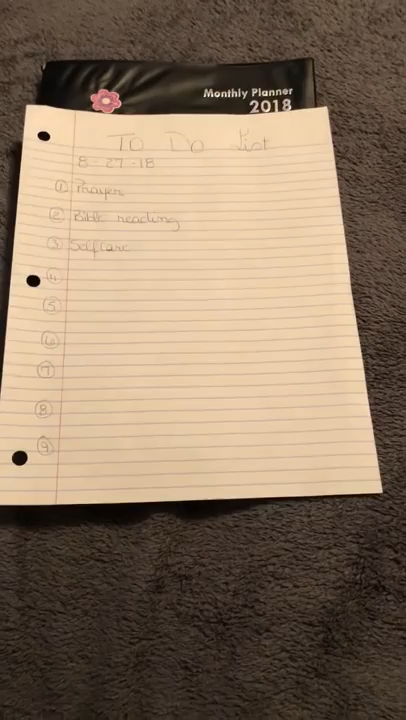 Monthly Planner
2018
To Do List
8-27-18
① Prayer
② Bible reading
③ Selfcare
④
⑤
⑥
⑦
⑧
⑨